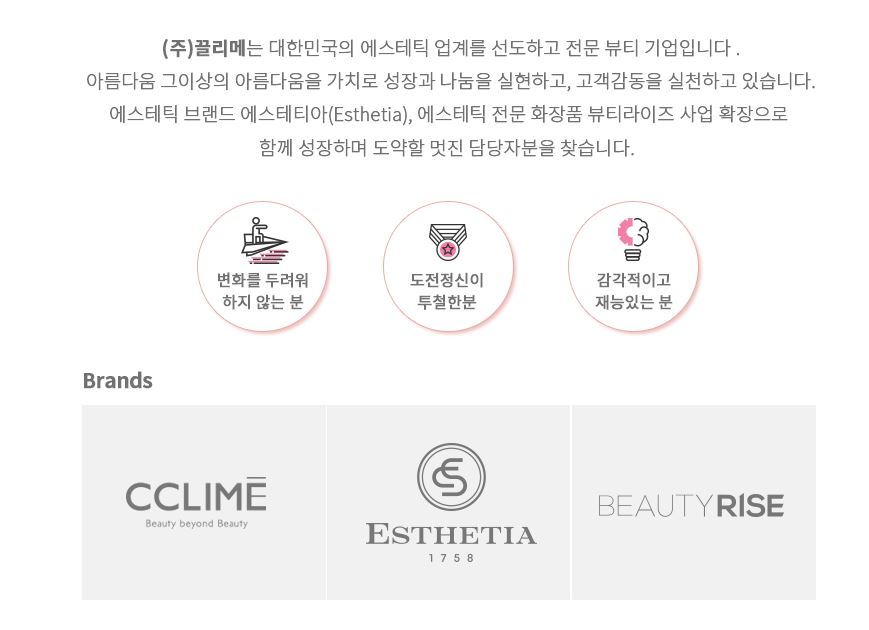 (주)끌리메는 대한민국의 에스테틱 업계를 선도하고 전문 뷰티 기업입니다 .
아름다움 그이상의 아름다움을 가치로 성장과 나눔을 실현하고, 고객감동을 실천하고 있습니다.
에스테틱 브랜드 에스테티아(Esthetia), 에스테틱 전문 화장품 뷰티라이즈 사업 확장으로
함께 성장하며 도약할 멋진 담당자분을 찾습니다.
변화를 두려워
하지 않는 분
도전정신이
투철한분
감각적이고
재능있는 분
Brands
CCLIMĒ
Beauty beyond Beauty
ESTHETIA
1758
BEAUTYRISE